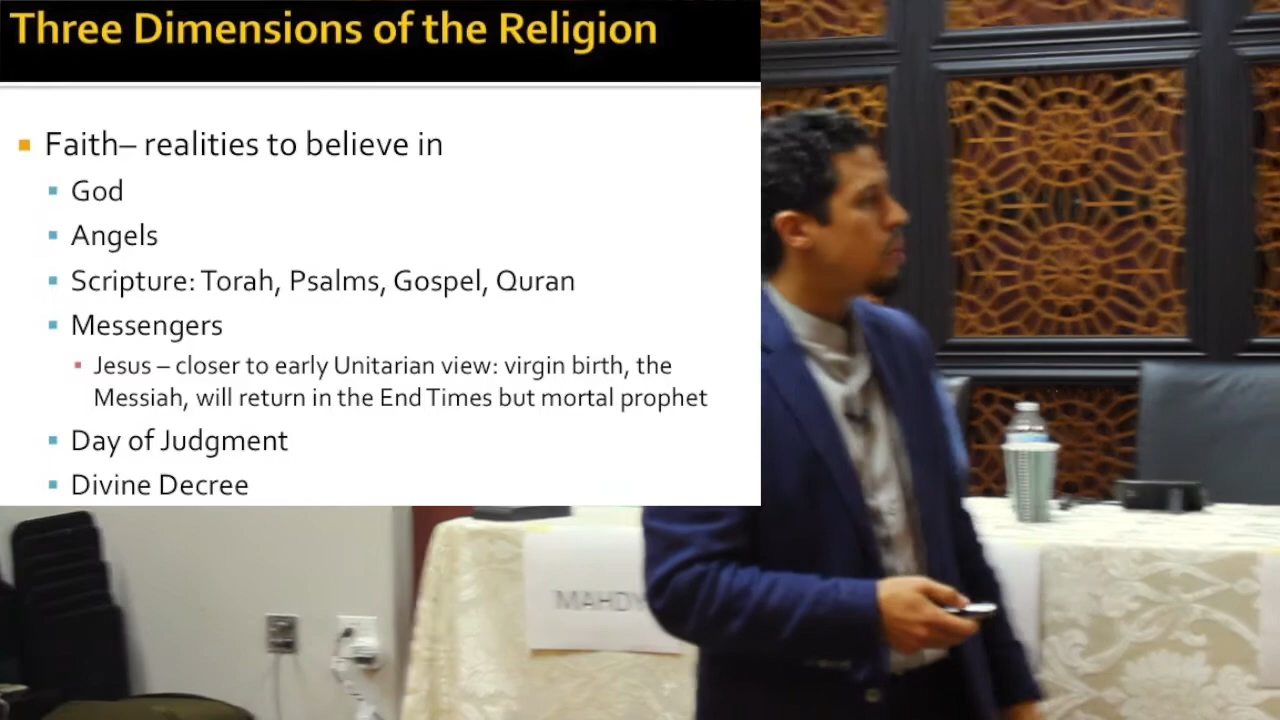 Three Dimensions of the Religion
Faith– realities to believe in
God
Angels
Scripture: Torah, Psalms, Gospel, Quran
Messengers
Jesus – closer to early Unitarian view: virgin birth, the
Messiah, will return in the End Times but mortal prophet
Day of Judgment
Divine Decree
MAHDY